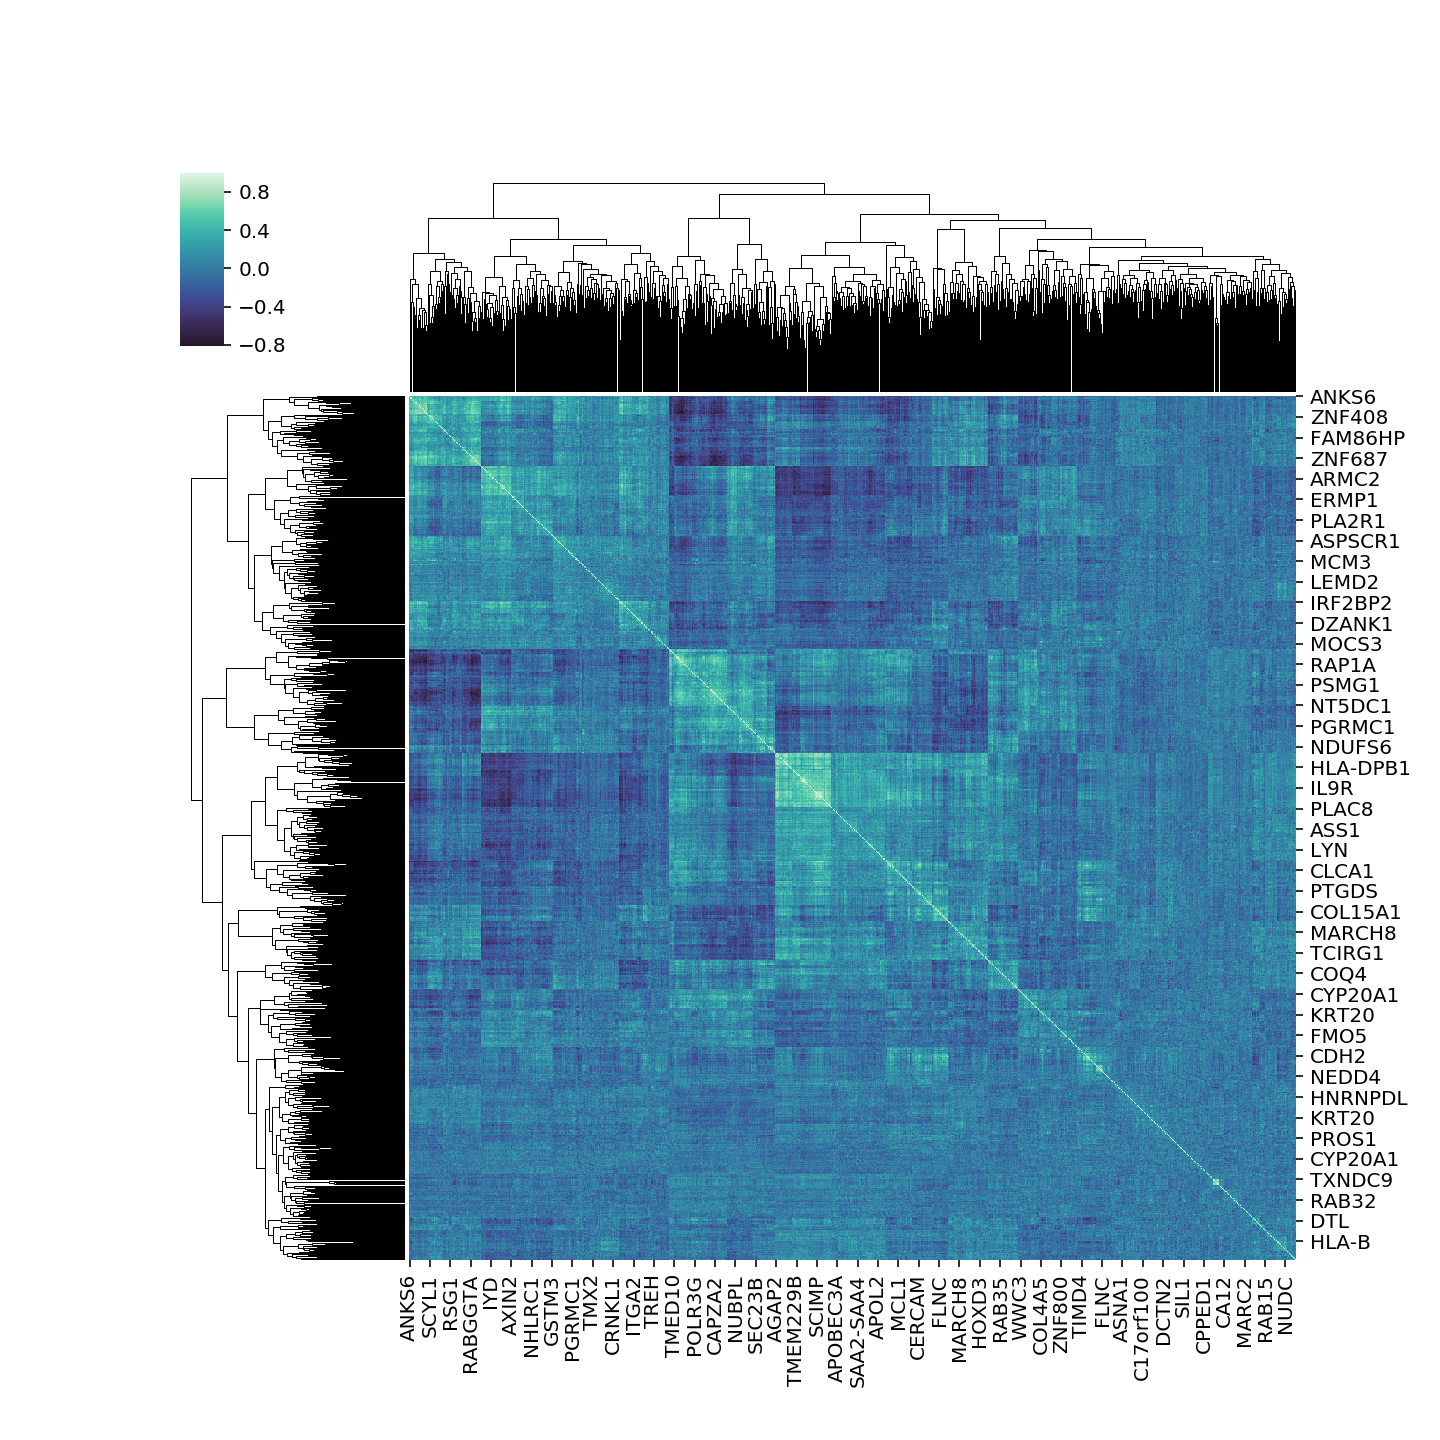 0.8
0.4
0.0
−0.4
−0.8
ANKS6
ZNF408
FAM86HP
ZNF687
ARMC2
ERMP1
PLA2R1
ASPSCR1
MCM3
LEMD2
IRF2BP2
DZANK1
MOCS3
RAP1A
PSMG1
NT5DC1
PGRMC1
NDUFS6
HLA-DPB1
IL9R
PLAC8
ASS1
LYN
CLCA1
PTGDS
COL15A1
MARCH8
TCIRG1
COQ4
CYP20A1
KRT20
FMO5
CDH2
NEDD4
HNRNPDL
KRT20
PROS1
CYP20A1
TXNDC9
RAB32
DTL
HLA-B
ANKS6
SCYL1
RSG1
RABGGTA
IYD
AXIN2
NHLRC1
GSTM3
PGRMC1
TMX2
CRNKL1
ITGA2
TREH
TMED10
POLR3G
CAPZA2
NUBPL
SEC23B
AGAP2
TMEM229B
SCIMP
APOBEC3A
SAA2-SAA4
APOL2
MCL1
CERCAM
FLNC
MARCH8
HOXD3
RAB35
WWC3
COL4A5
ZNF800
TIMD4
FLNC
ASNA1
C17orf100
DCTN2
SIL1
CPPED1
CA12
MARC2
RAB15
NUDC